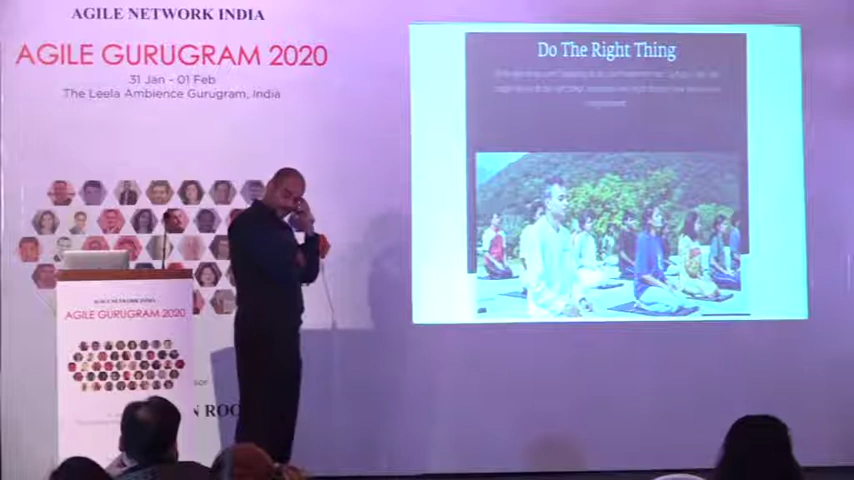 AGILE NETWORK INDIA
AGILE GURUGRAM 2020
31 Jan - 01 Feb
The Leela Ambience Gurugram, India
Do The Right Thing
AGILE NETWORK INDIA
AGILE GURUGRAM 2020
ROO